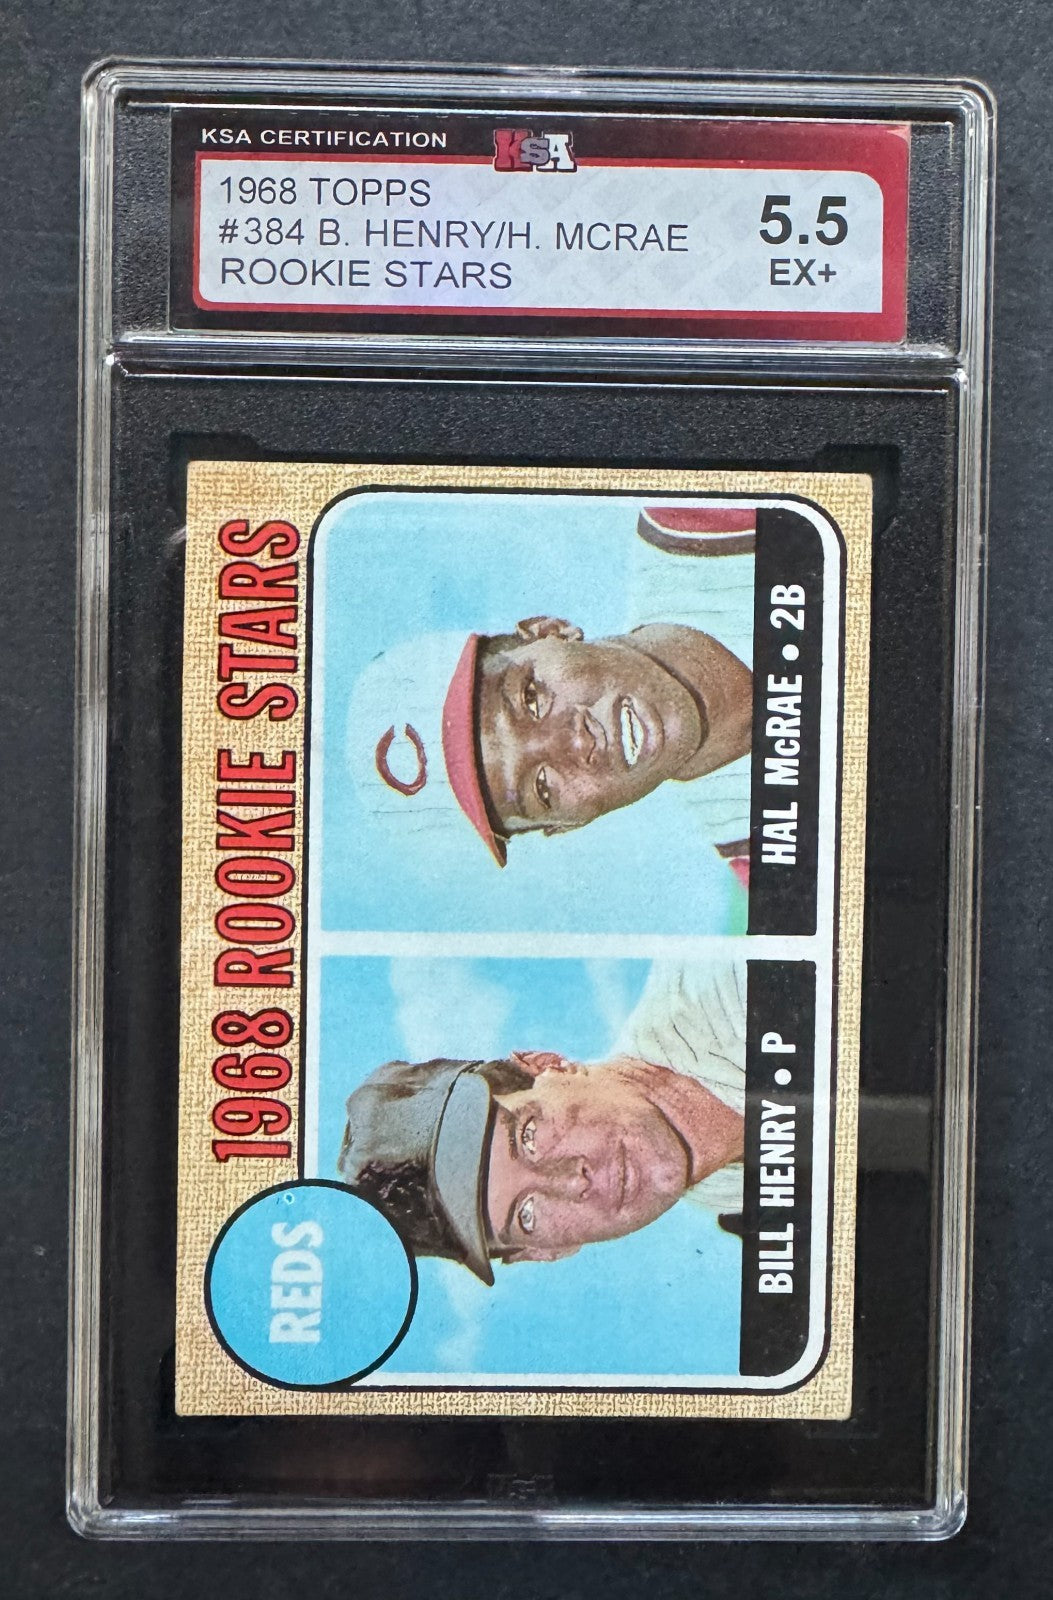 KSA CERTIFICATION
KSA
1968 TOPPS
#384 B. HENRY/H. MCRAE
ROOKIE STARS
5.5
EX+
1968 ROOKIE STARS
REDS
C
BILL HENRY • P
HAL McRAE • 2B